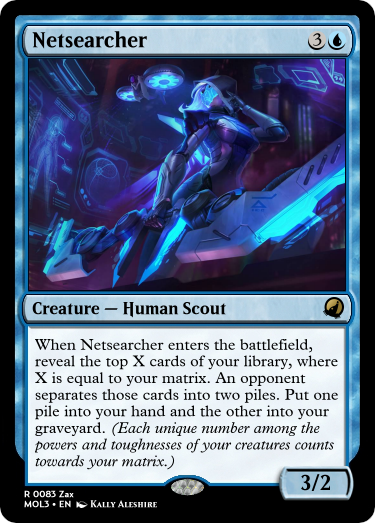 Netsearcher 3
Creature — Human Scout
When Netsearcher enters the battlefield,
reveal the top X cards of your library, where
X is equal to your matrix. An opponent
separates those cards into two piles. Put one
pile into your hand and the other into your
graveyard. (Each unique number among the
powers and toughnesses of your creatures counts
towards your matrix.)
3/2
R 0083 Zax
MOL3 • EN Kally Aleshire